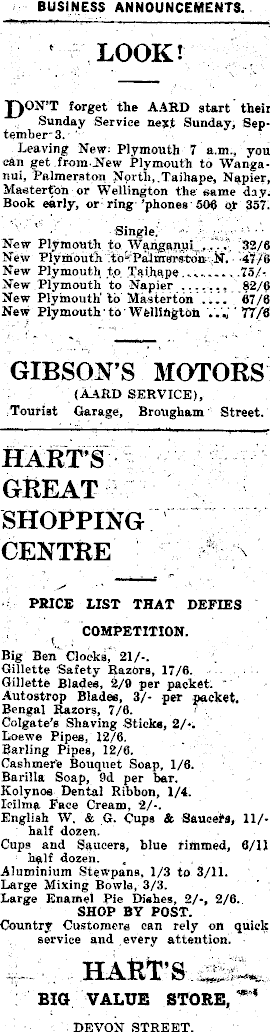 BUSINESS ANNOUNCEMENTS.
LOOK!
DON'T forget the AARD start their
Sunday Service next Sunday, Sep-
tember 3.
Leaving New Plymouth 7 a.m., you
can get from New Plymouth to Wanga-
nui, Palmerston North, Taihape, Napier,
Masterton or Wellington the same day.
Book early, or ring 'phones 506 or 357.
Single.
New Plymouth to Wanganui .... 32/6
New Plymouth to Palmerston N. 47/6
New Plymouth to Taihape ....... 75/-
New Plymouth to Napier ....... 82/6
New Plymouth to Masterton .... 67/6
New Plymouth to Wellington ... 77/6
GIBSON'S MOTORS
(AARD SERVICE),
Tourist Garage, Brougham Street.
HART'S
GREAT
SHOPPING
CENTRE
PRICE LIST THAT DEFIES
COMPETITION.
Big Ben Clocks, 21/-.
Gillette Safety Razors, 17/6.
Gillette Blades, 2/9 per packet.
Autostrop Blades, 3/- per packet.
Bengal Razors, 7/6.
Colgate's Shaving Sticks, 2/-.
Loewe Pipes, 12/6.
Barling Pipes, 12/6.
Cashmere Bouquet Soap, 1/6.
Barilla Soap, 9d per bar.
Kolynos Dental Ribbon, 1/4.
Icilma Face Cream, 2/-.
English W. & G. Cups & Saucers, 11/-
half dozen.
Cups and Saucers, blue rimmed, 6/11
half dozen.
Aluminium Stewpans, 1/3 to 3/11.
Large Mixing Bowls, 3/3.
Large Enamel Pie Dishes, 2/-, 2/6.
SHOP BY POST.
Country Customers can rely on quick
service and every attention.
HART'S
BIG VALUE STORE,
DEVON STREET.